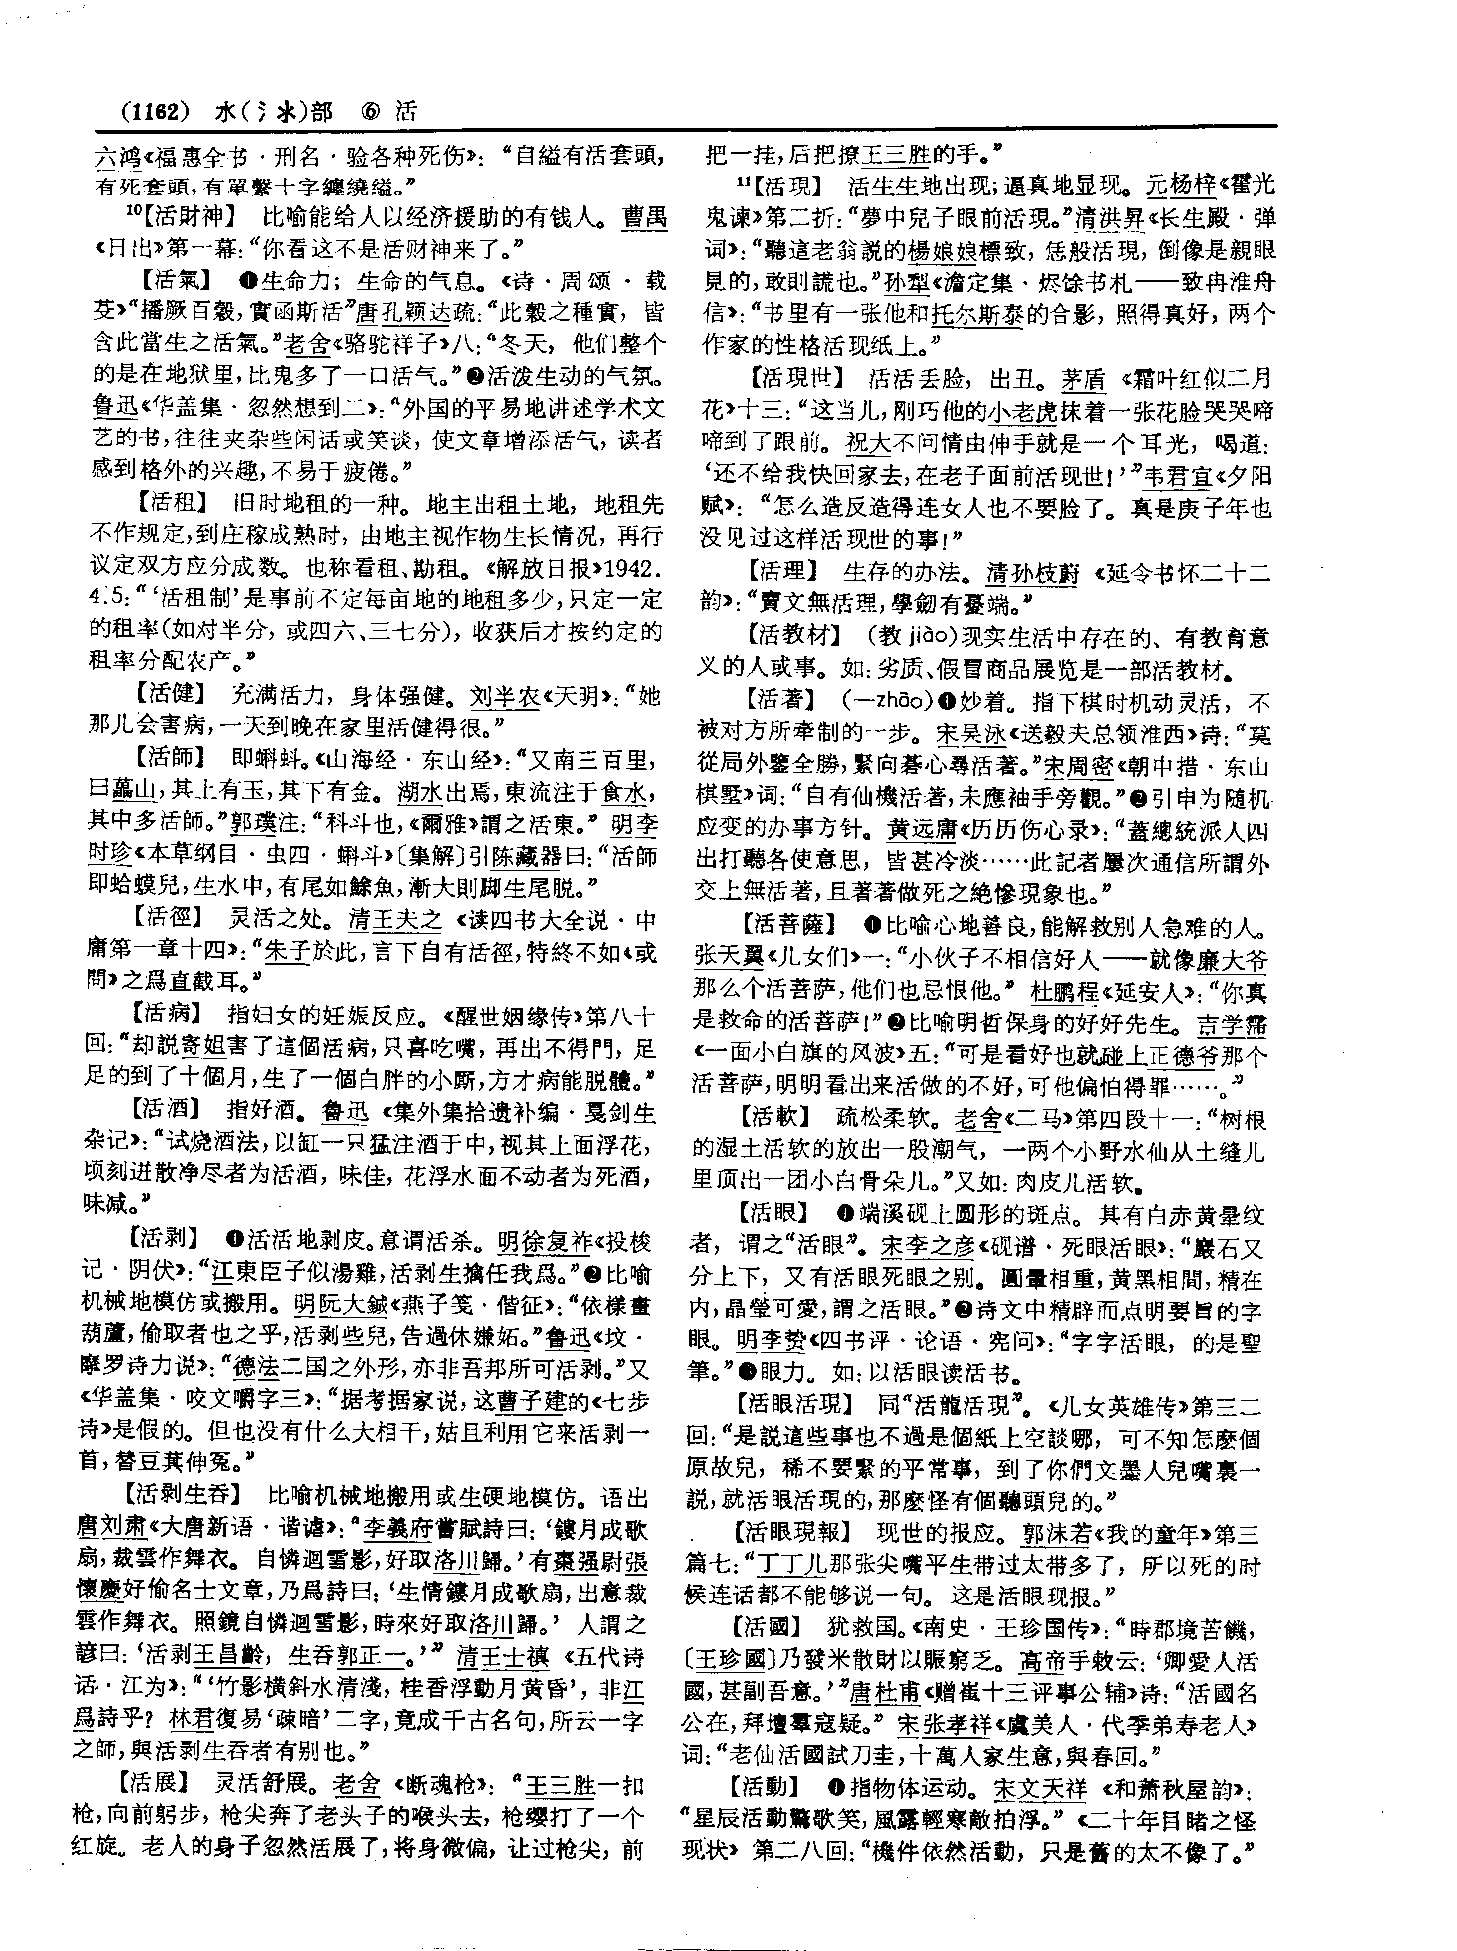 (1162) 水(氵氺)部 ⑥ 活
六鸿《福惠全书·刑名·验各种死伤》：“自縊有活套頭，
有死套頭，有單繫十字纏繞縊。”
10【活財神】 比喻能给人以经济援助的有钱人。曹禺
《日出》第一幕：“你看这不是活财神来了。”
【活氣】 ❶生命力；生命的气息。《诗·周颂·载
芟》“播厥百穀，實函斯活”唐孔颖达疏：“此穀之種實，皆
含此當生之活氣。”老舍《骆驼祥子》八：“冬天，他们整个
的是在地狱里，比鬼多了一口活气。”❷活泼生动的气氛。
鲁迅《华盖集·忽然想到二》：“外国的平易地讲述学术文
艺的书，往往夹杂些闲话或笑谈，使文章增添活气，读者
感到格外的兴趣，不易于疲倦。”
【活租】 旧时地租的一种。地主出租土地，地租先
不作规定，到庄稼成熟时，由地主视作物生长情况，再行
议定双方应分成数。也称看租、勘租。《解放日报》1942.
4.5：“‘活租制’是事前不定每亩地的地租多少，只定一定
的租率(如对半分，或四六、三七分)，收获后才按约定的
租率分配农产。”
【活健】 充满活力，身体强健。刘半农《天明》：“她
那儿会害病，一天到晚在家里活健得很。”
【活師】 即蝌蚪。《山海经·东山经》：“又南三百里，
曰藟山，其上有玉，其下有金。湖水出焉，東流注于食水，
其中多活師。”郭璞注：“科斗也，《爾雅》謂之活東。”明李
时珍《本草纲目·虫四·蝌斗》〔集解〕引陈藏器曰：“活師
即蛤蟆兒，生水中，有尾如鮽魚，漸大則脚生尾脱。”
【活徑】 灵活之处。清王夫之《读四书大全说·中
庸第一章十四》：“朱子於此，言下自有活徑，特終不如《或
問》之爲直截耳。”
【活病】 指妇女的妊娠反应。《醒世姻缘传》第八十
回：“却説寄姐害了這個活病，只喜吃嘴，再出不得門，足
足的到了十個月，生了一個白胖的小厮，方才病能脱體。”
【活酒】 指好酒。鲁迅《集外集拾遗补编·戛剑生
杂记》：“试烧酒法，以缸一只猛注酒于中，视其上面浮花，
顷刻迸散净尽者为活酒，味佳，花浮水面不动者为死酒，
味减。”
【活剥】 ❶活活地剥皮。意谓活杀。明徐复祚《投梭
记·阴伏》：“江東臣子似湯雞，活剥生擒任我爲。”❷比喻
机械地模仿或搬用。明阮大鋮《燕子笺·偕征》：“依樣畫
葫蘆，偷取者也之乎，活剥些兒，告過休嫌妬。”鲁迅《坟·
摩罗诗力说》：“德法二国之外形，亦非吾邦所可活剥。”又
《华盖集·咬文嚼字三》：“据考据家说，这曹子建的《七步
诗》是假的。但也没有什么大相干，姑且利用它来活剥一
首，替豆萁伸冤。”
【活剥生吞】 比喻机械地搬用或生硬地模仿。语出
唐刘肃《大唐新语·谐谑》：“李義府嘗賦詩曰：‘鏤月成歌
扇，裁雲作舞衣。自憐迴雪影，好取洛川歸。’有棗强尉張
懷慶好偷名士文章，乃爲詩曰：‘生情鏤月成歌扇，出意裁
雲作舞衣。照鏡自憐迴雪影，時來好取洛川歸。’人謂之
諺曰：‘活剥王昌齡，生吞郭正一。’”清王士禛《五代诗
话·江为》：“‘竹影横斜水清淺，桂香浮動月黄昏’，非江
爲詩乎？林君復易‘疎暗’二字，竟成千古名句，所云一字
之師，與活剥生吞者有别也。”
【活展】 灵活舒展。老舍《断魂枪》：“王三胜一扣
枪，向前躬步，枪尖奔了老头子的喉头去，枪缨打了一个
红旋。老人的身子忽然活展了，将身微偏，让过枪尖，前
把一挂，后把撩王三胜的手。”
11【活現】 活生生地出现；逼真地显现。元杨梓《霍光
鬼谏》第二折：“夢中兒子眼前活現。”清洪昇《长生殿·弹
词》：“聽這老翁説的楊娘娘標致，恁般活現，倒像是親眼
見的，敢則謊也。”孙犁《澹定集·烬馀书札——致冉淮舟
信》：“书里有一张他和托尔斯泰的合影，照得真好，两个
作家的性格活现纸上。”
【活現世】 活活丢脸，出丑。茅盾《霜叶红似二月
花》十三：“这当儿，刚巧他的小老虎抹着一张花脸哭哭啼
啼到了跟前。祝大不问情由伸手就是一个耳光，喝道：
‘还不给我快回家去，在老子面前活现世！’”韦君宜《夕阳
赋》：“怎么造反造得连女人也不要脸了。真是庚子年也
没见过这样活现世的事！”
【活理】 生存的办法。清孙枝蔚《延令书怀二十二
韵》：“賣文無活理，學劒有憂端。”
【活教材】 (教 jiào)现实生活中存在的、有教育意
义的人或事。如：劣质、假冒商品展览是一部活教材。
【活著】 (—zhāo)❶妙着。指下棋时机动灵活，不
被对方所牵制的一步。宋吴泳《送毅夫总领淮西》诗：“莫
從局外鑒全勝，緊向碁心尋活著。”宋周密《朝中措·东山
棋墅》词：“自有仙機活著，未應袖手旁觀。”❷引申为随机
应变的办事方针。黄远庸《历历伤心录》：“蓋總統派人四
出打聽各使意思，皆甚冷淡……此記者屢次通信所謂外
交上無活著，且著著做死之絶慘現象也。”
【活菩薩】 ❶比喻心地善良，能解救别人急难的人。
张天翼《儿女们》一：“小伙子不相信好人——就像廉大爷
那么个活菩萨，他们也忌恨他。”杜鹏程《延安人》：“你真
是救命的活菩萨！”❷比喻明哲保身的好好先生。吉学霈
《一面小白旗的风波》五：“可是看好也就碰上正德爷那个
活菩萨，明明看出来活做的不好，可他偏怕得罪……。”
【活軟】 疏松柔软。老舍《二马》第四段十一：“树根
的湿土活软的放出一股潮气，一两个小野水仙从土缝儿
里顶出一团小白骨朵儿。”又如：肉皮儿活软。
【活眼】 ❶端溪砚上圆形的斑点。其有白赤黄晕纹
者，谓之“活眼”。宋李之彦《砚谱·死眼活眼》：“巖石又
分上下，又有活眼死眼之别。圓暈相重，黄黑相間，精在
内，晶瑩可愛，謂之活眼。”❷诗文中精辟而点明要旨的字
眼。明李贽《四书评·论语·宪问》：“字字活眼，的是聖
筆。”❸眼力。如：以活眼读活书。
【活眼活現】 同“活龍活現”。《儿女英雄传》第三二
回：“是説這些事也不過是個紙上空談哪，可不知怎麽個
原故兒，稀不要緊的平常事，到了你們文墨人兒嘴裏一
説，就活眼活現的，那麽怪有個聽頭兒的。”
【活眼現報】 现世的报应。郭沫若《我的童年》第三
篇七：“丁丁儿那张尖嘴平生带过太带多了，所以死的时
候连话都不能够说一句。这是活眼现报。”
【活國】 犹救国。《南史·王珍国传》：“時郡境苦饑，
〔王珍國〕乃發米散財以賑窮乏。高帝手敕云：‘卿愛人活
國，甚副吾意。’”唐杜甫《赠崔十三评事公辅》诗：“活國名
公在，拜壇羣寇疑。”宋张孝祥《虞美人·代季弟寿老人》
词：“老仙活國試刀圭，十萬人家生意，與春回。”
【活動】 ❶指物体运动。宋文天祥《和萧秋屋韵》：
“星辰活動驚歌笑，風露輕寒敵拍浮。”《二十年目睹之怪
现状》第二八回：“機件依然活動，只是舊的太不像了。”